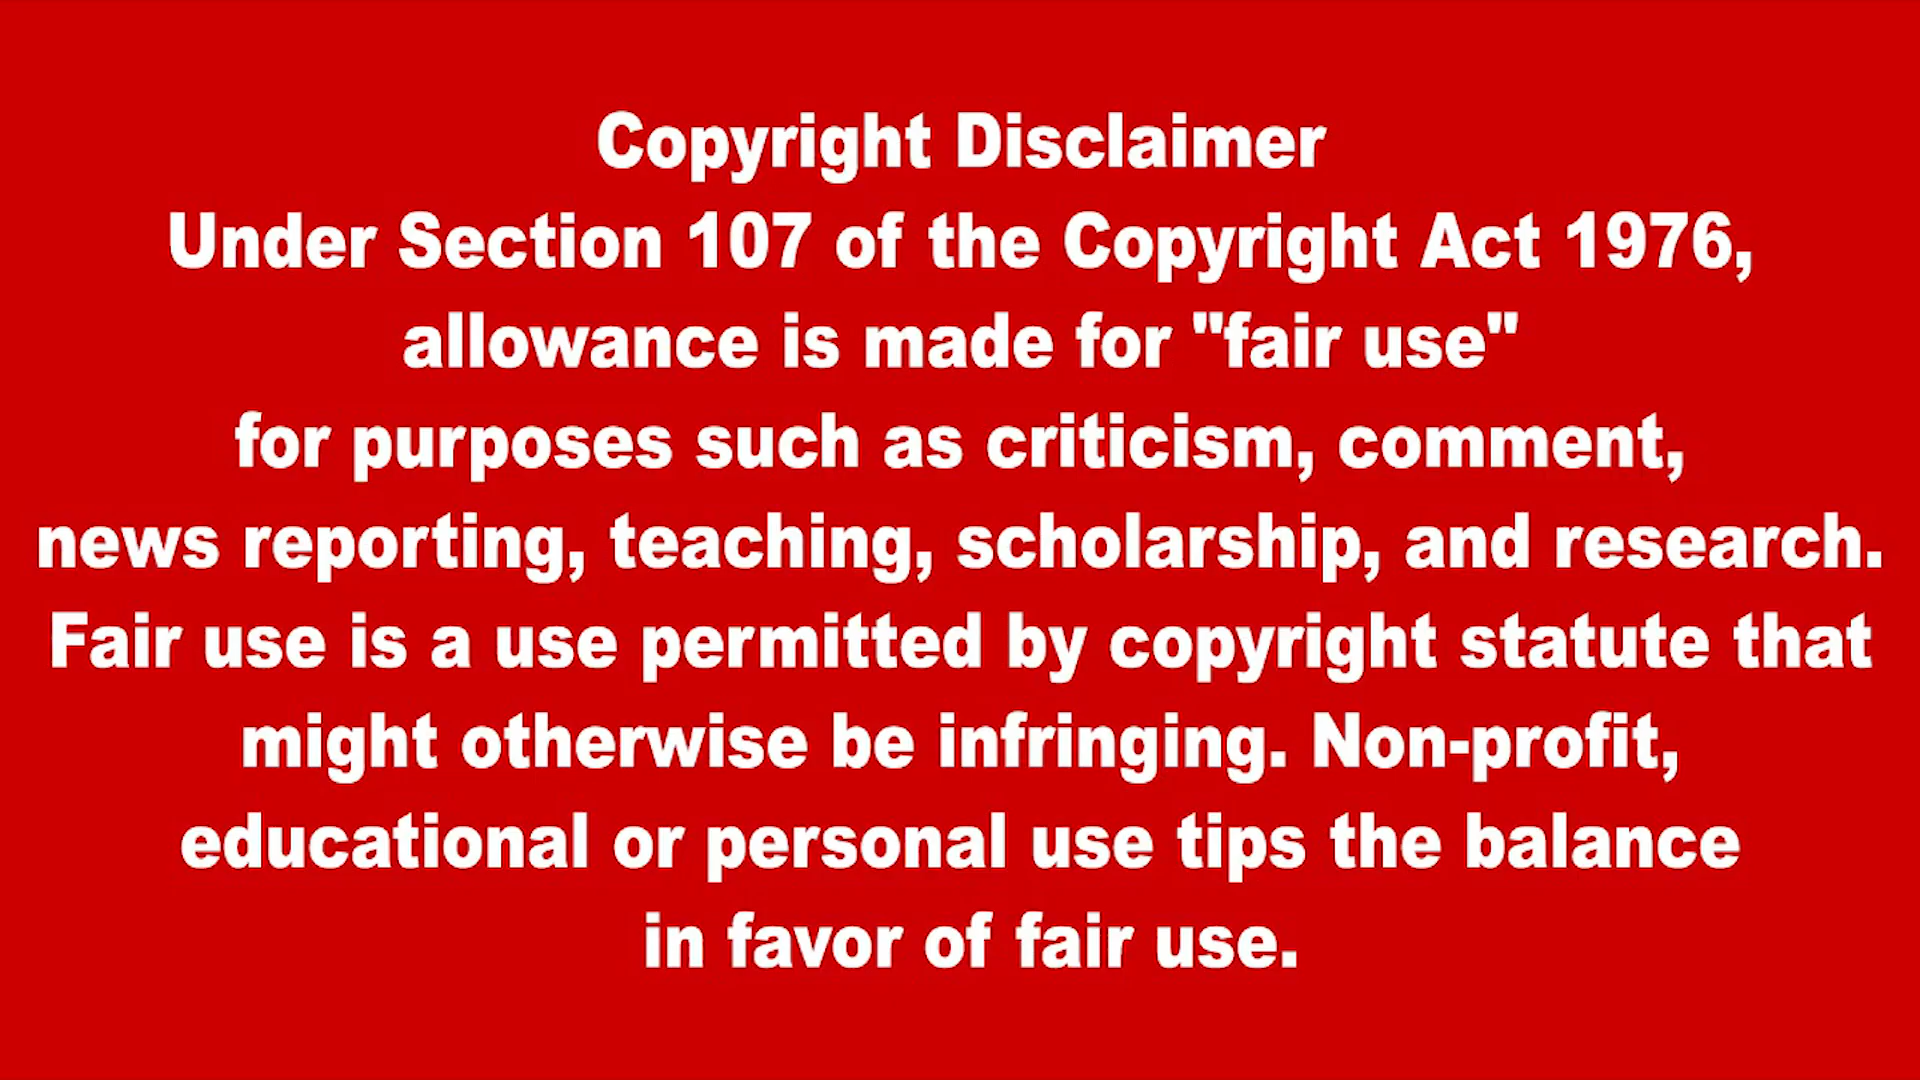 Copyright Disclaimer
Under Section 107 of the Copyright Act 1976,
allowance is made for "fair use"
for purposes such as criticism, comment,
news reporting, teaching, scholarship, and research.
Fair use is a use permitted by copyright statute that
might otherwise be infringing. Non-profit,
educational or personal use tips the balance
in favor of fair use.